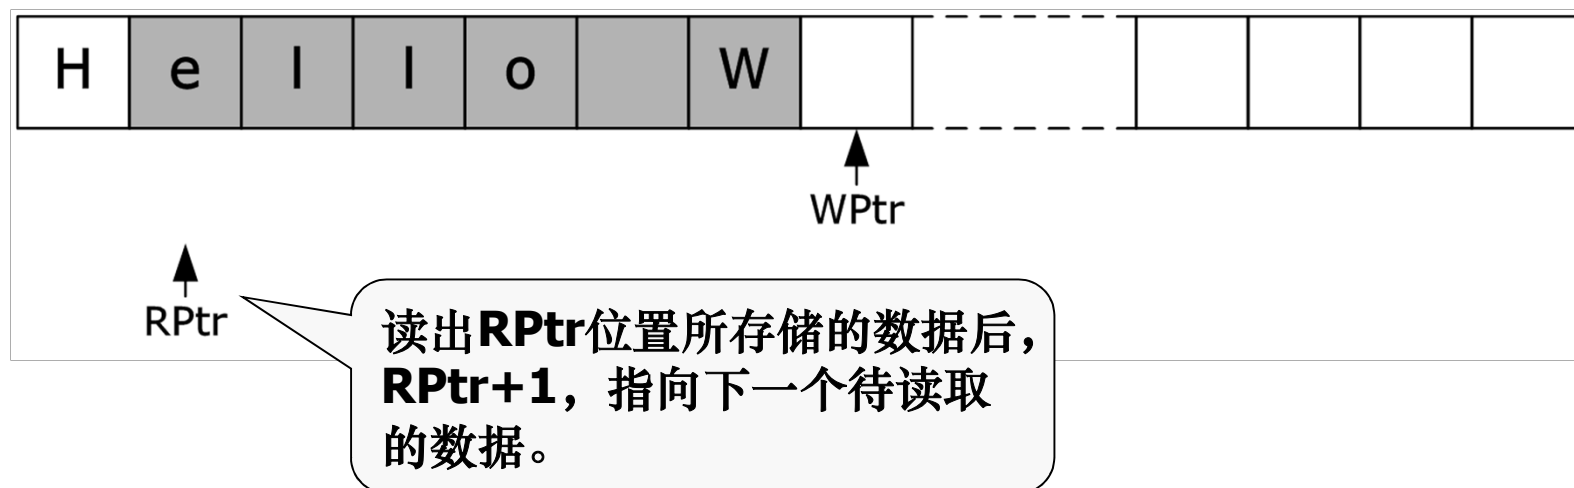 H e l l o W
WPtr
RPtr
读出RPtr位置所存储的数据后，
RPtr+1，指向下一个待读取
的数据。